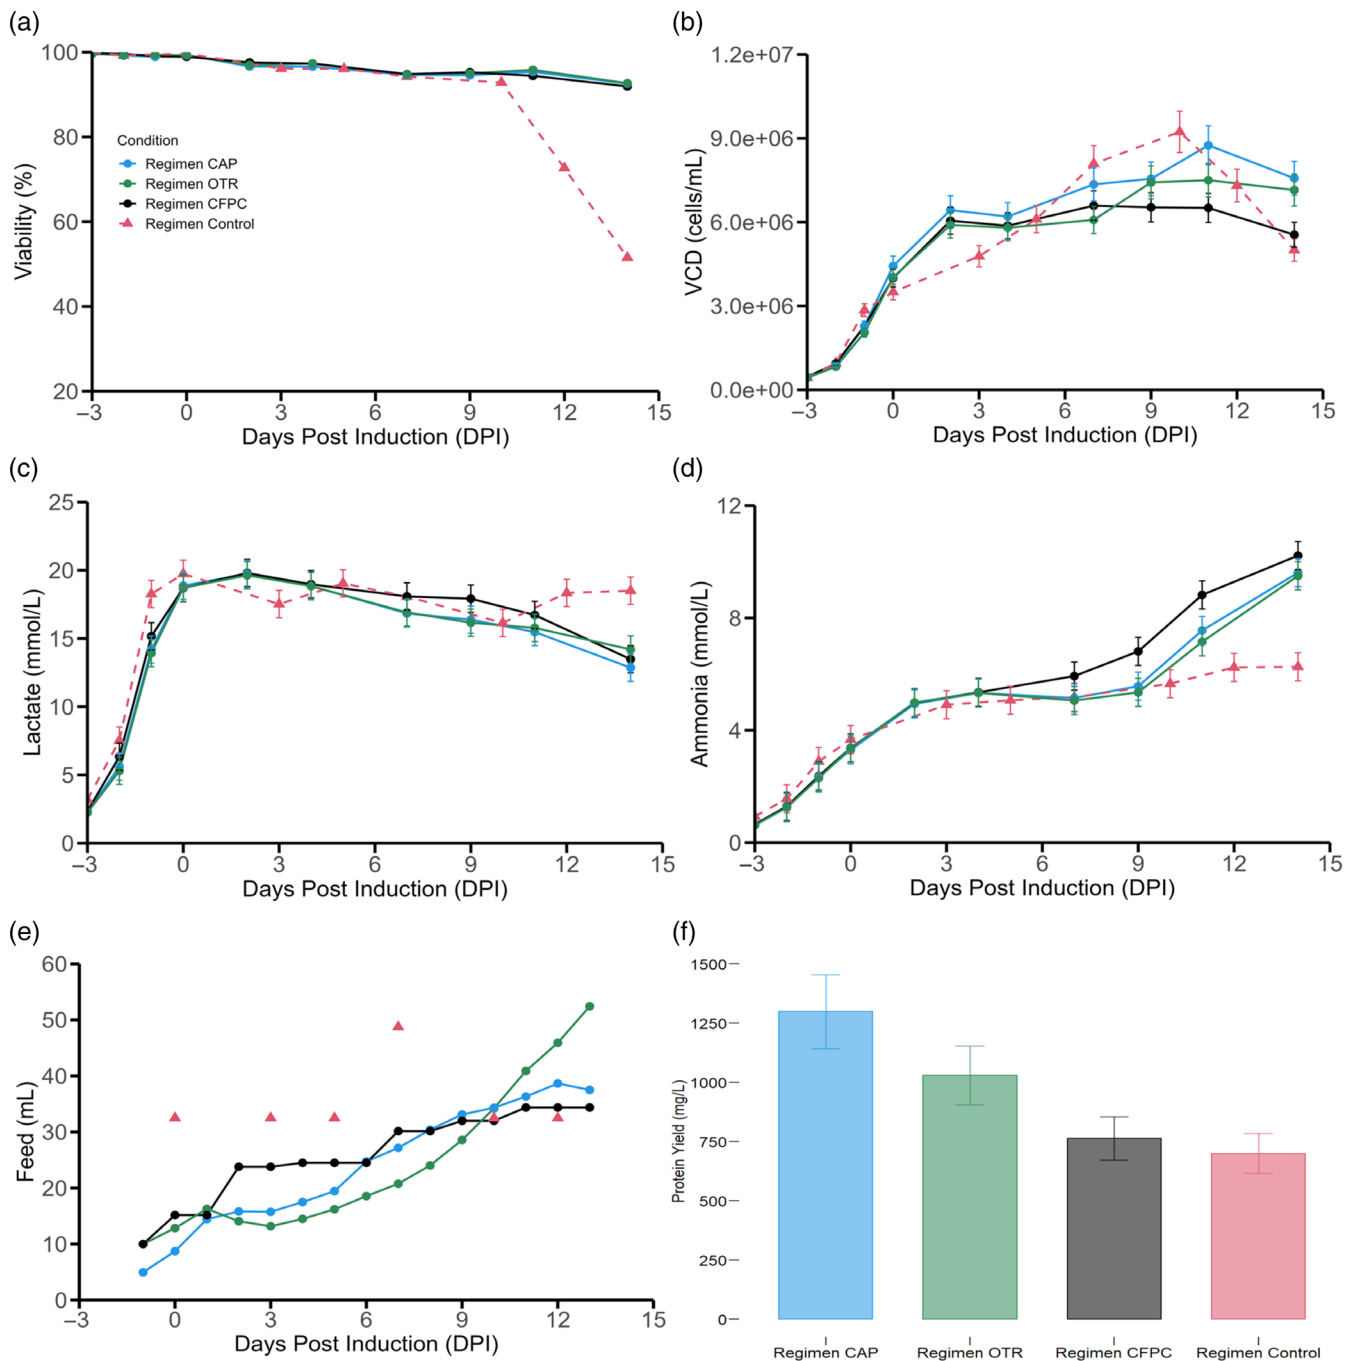 (a)
100
80
60
40
20
Viability (%)
Condition
Regimen CAP
Regimen OTR
Regimen CFPC
Regimen Control
−3 0 3 6 9 12 15
Days Post Induction (DPI)
(b)
1.2e+07
9.0e+06
6.0e+06
3.0e+06
0.0e+00
VCD (cells/mL)
−3 0 3 6 9 12 15
Days Post Induction (DPI)
(c)
25
20
15
10
5
0
Lactate (mmol/L)
−3 0 3 6 9 12 15
Days Post Induction (DPI)
(d)
12
8
4
0
Ammonia (mmol/L)
−3 0 3 6 9 12 15
Days Post Induction (DPI)
(e)
60
50
40
30
20
10
0
Feed (mL)
−3 0 3 6 9 12 15
Days Post Induction (DPI)
(f)
1500
1250
1000
750
500
250
0
Protein Yield (mg/L)
Regimen CAP
Regimen OTR
Regimen CFPC
Regimen Control